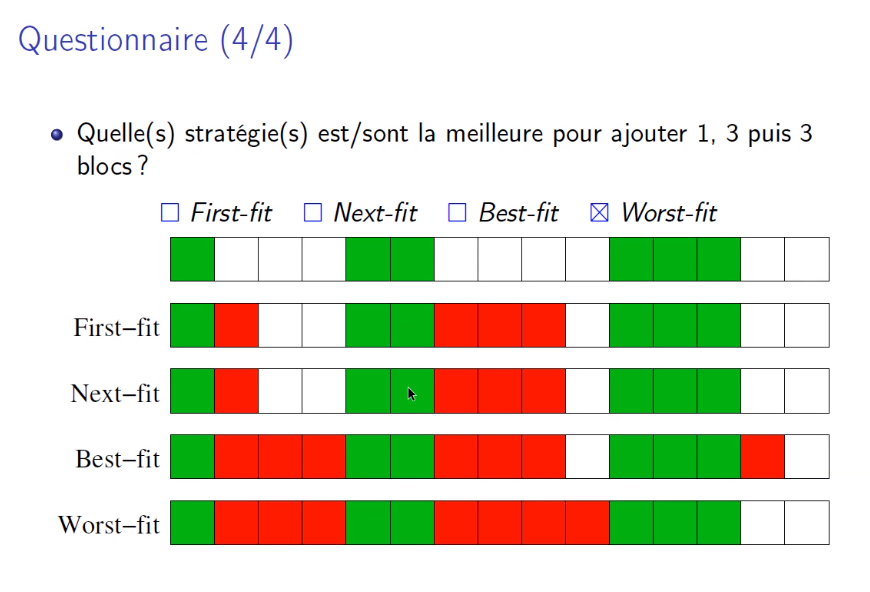 Questionnaire (4/4)
Quelle(s) stratégie(s) est/sont la meilleure pour ajouter 1, 3 puis 3
blocs ?
First-fit Next-fit Best-fit Worst-fit
First–fit
Next–fit
Best–fit
Worst–fit